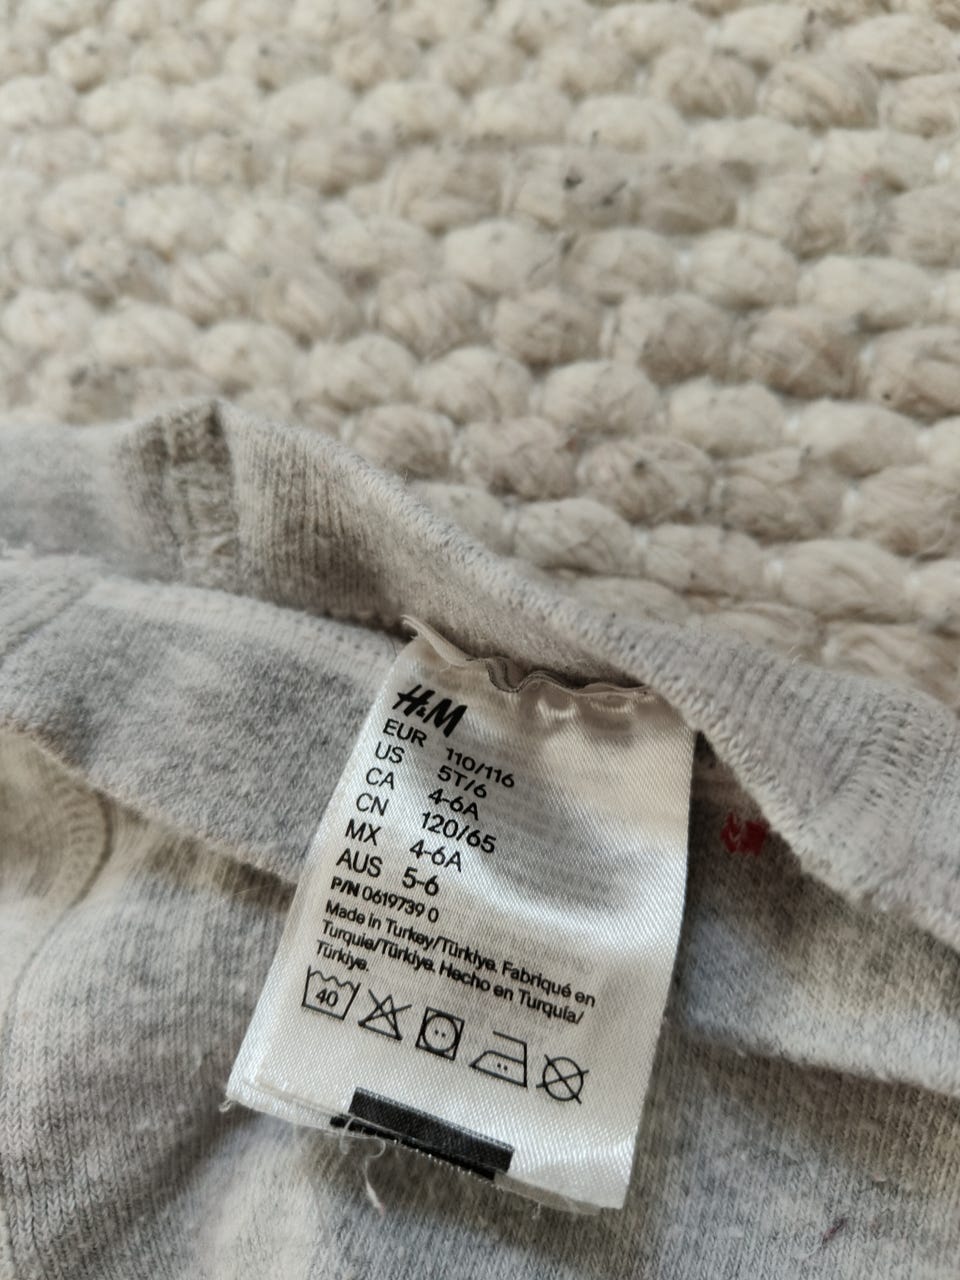 H&M
EUR 110/116
US 5T/6
CA 4-6A
CN 120/65
MX 4-6A
AUS 5-6
P/N 0619739 0
Made in Turkey/Türkiye. Fabriqué en
Turquie/Türkiye. Hecho en Turquía/
Türkiye.
40